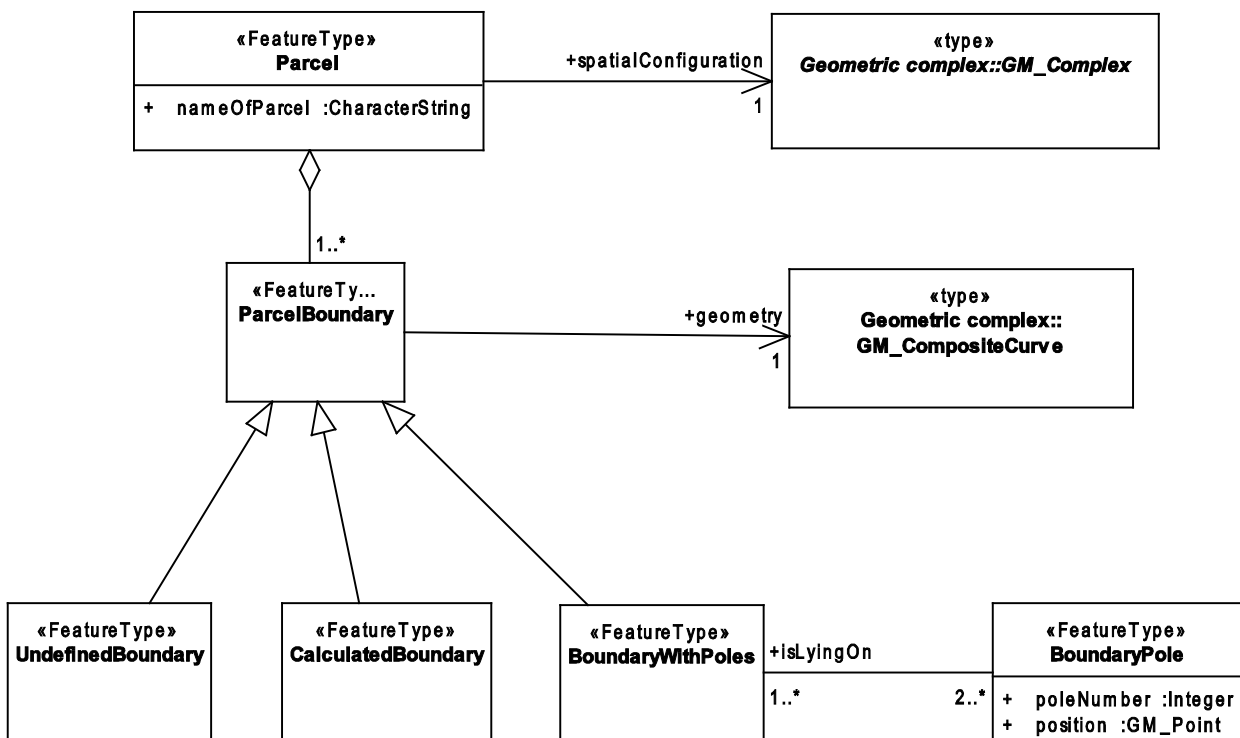 «FeatureType»
Parcel
+ nameOfParcel :CharacterString
+spatialConfiguration
1
«type»
Geometric complex::GM_Complex
1..*
«FeatureTy...
ParcelBoundary
+geometry
1
«type»
Geometric complex::
GM_CompositeCurve
«FeatureType»
UndefinedBoundary
«FeatureType»
CalculatedBoundary
«FeatureType»
BoundaryWithPoles
+isLyingOn
1..*
2..*
«FeatureType»
BoundaryPole
+ poleNumber :Integer
+ position :GM_Point